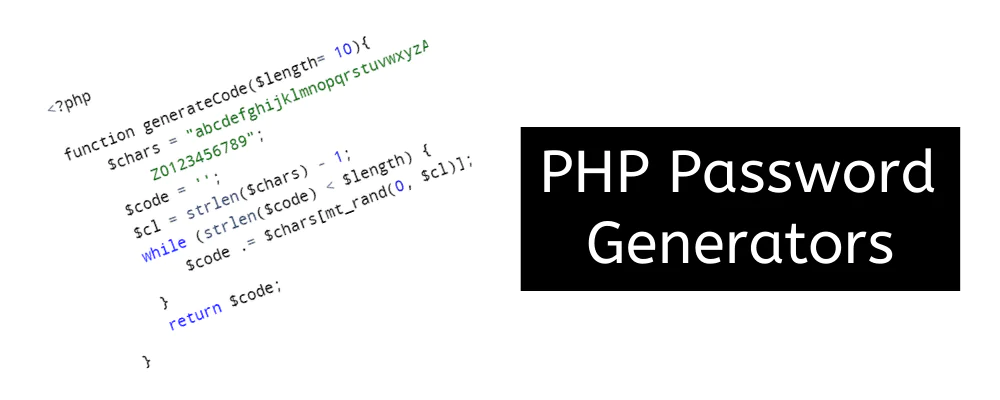 <?php
function generateCode($length= 10){
$chars = "abcdefghijklmnopqrstuvwxyzA
Z0123456789";
$code = '';
$cl = strlen($chars) - 1;
while (strlen($code) < $length) {
$code .= $chars[mt_rand(0, $cl)];
}
return $code;
}
PHP Password
Generators